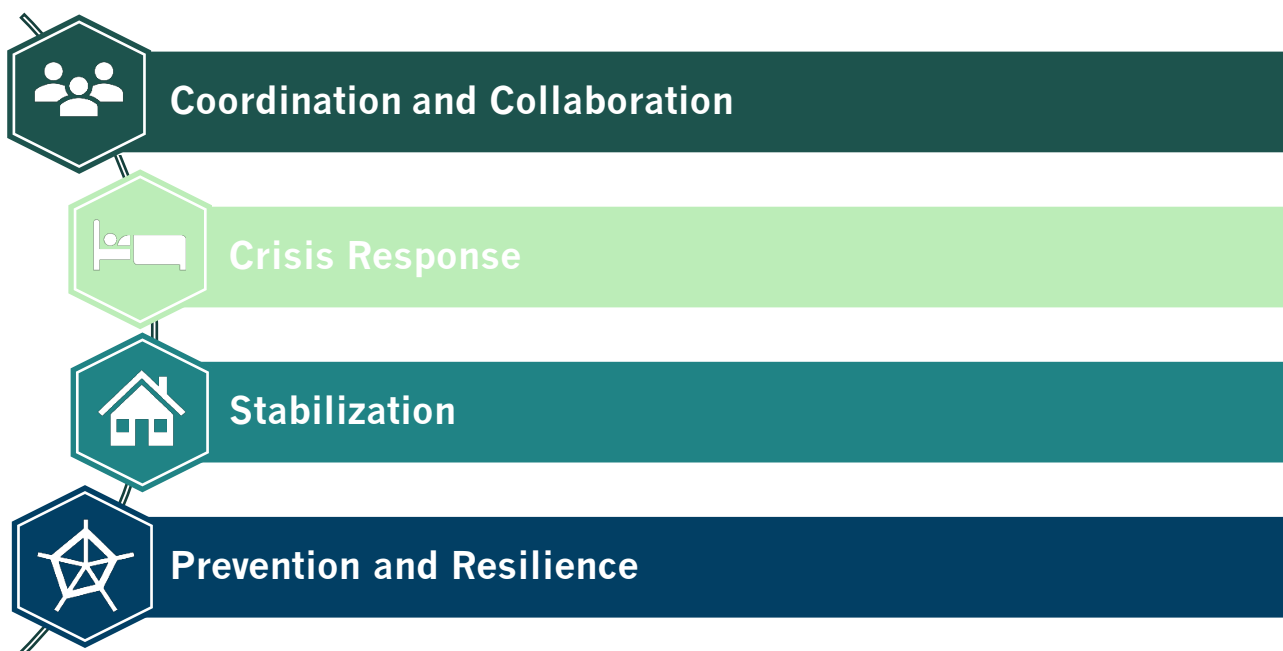 Coordination and Collaboration
Crisis Response
Stabilization
Prevention and Resilience